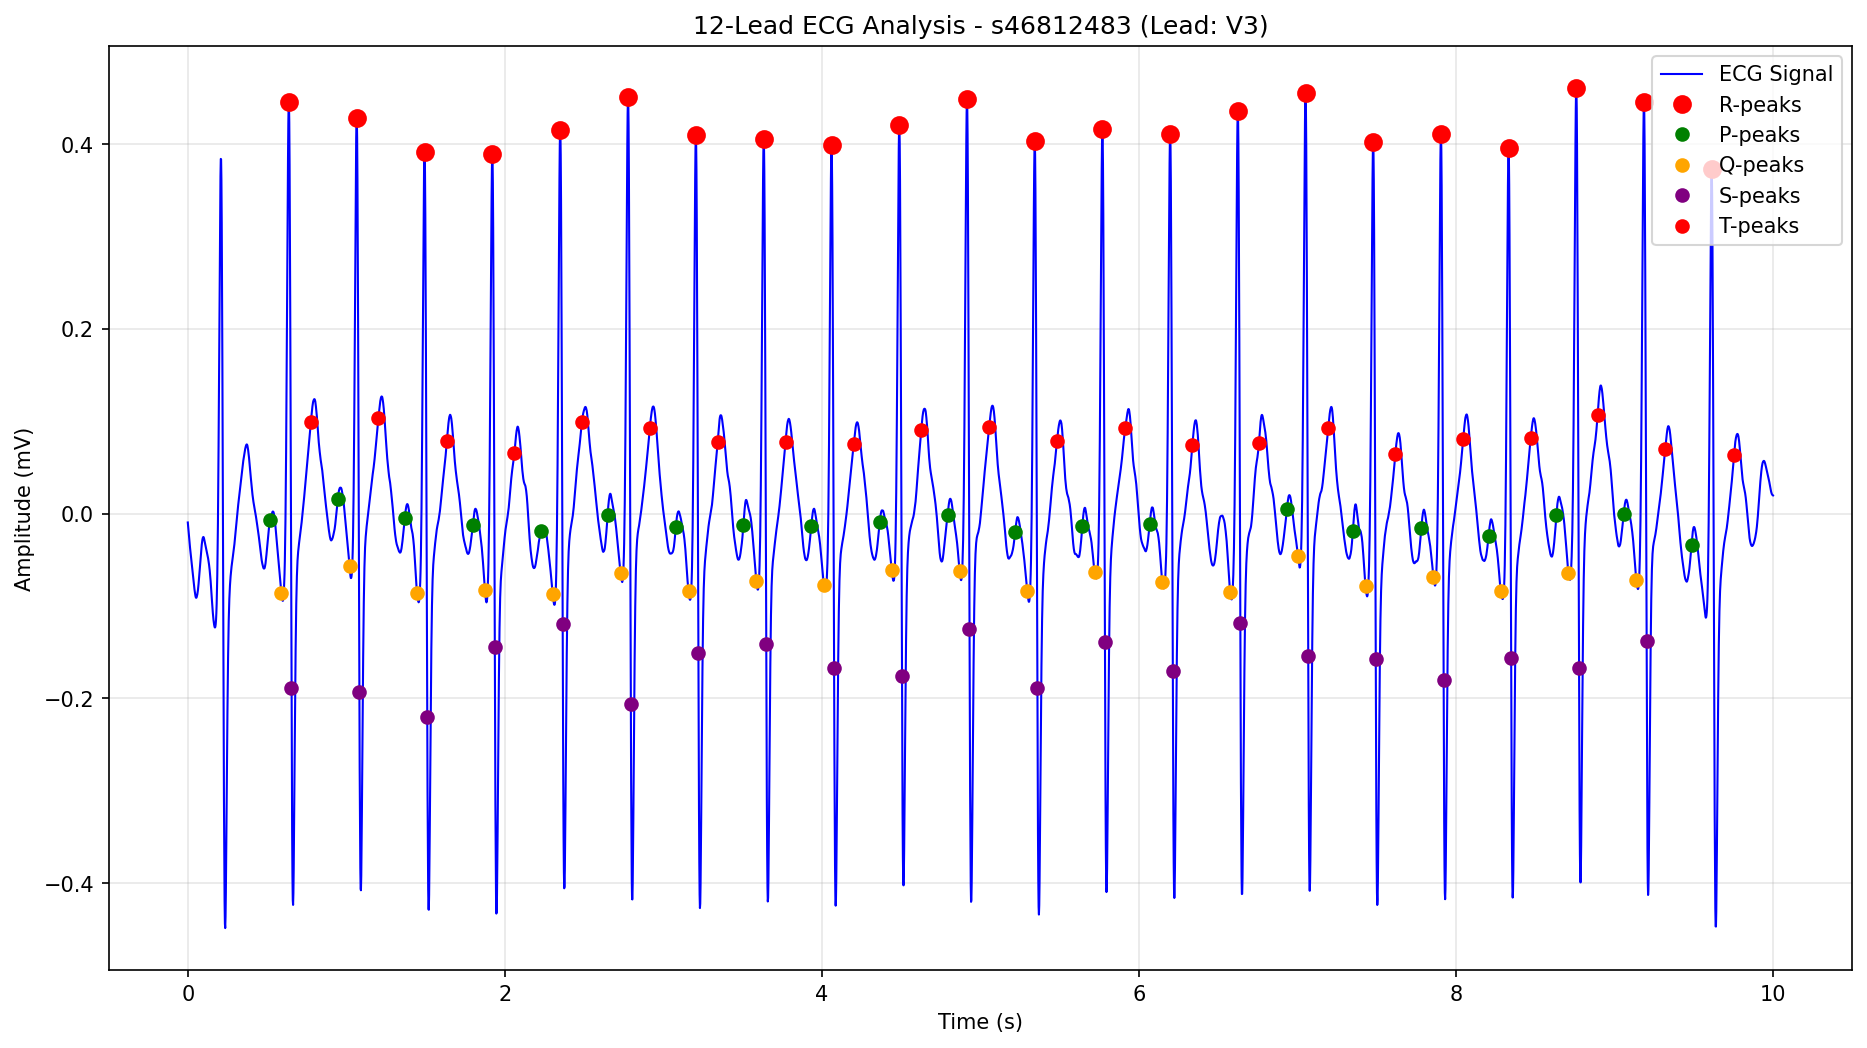 12-Lead ECG Analysis - s46812483 (Lead: V3)
ECG Signal
R-peaks
P-peaks
Q-peaks
S-peaks
T-peaks
Amplitude (mV)
0.4
0.2
0.0
−0.2
−0.4
0 2 4 6 8 10
Time (s)